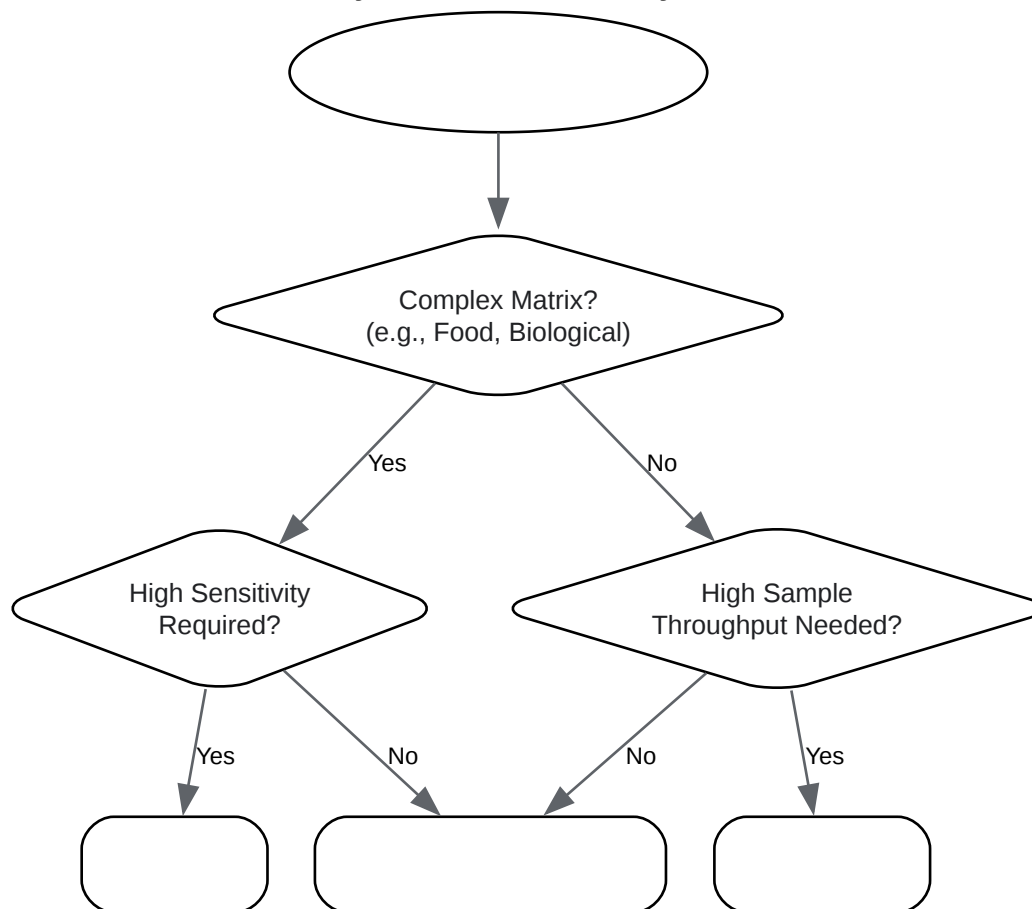 Complex Matrix?
(e.g., Food, Biological)
Yes
No
High Sensitivity
Required?
High Sample
Throughput Needed?
Yes
No
No
Yes